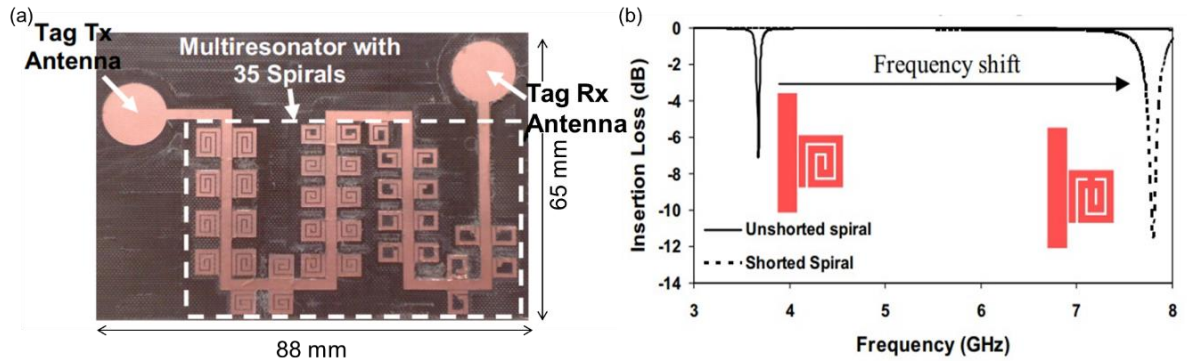 (a)
Tag Tx
Antenna
Multiresonator with
35 Spirals
Tag Rx
Antenna
65 mm
88 mm
(b)
Insertion Loss (dB)
0
-2
-4
-6
-8
-10
-12
-14
Frequency shift
Unshorted spiral
Shorted Spiral
3
4
5
6
7
8
Frequency (GHz)